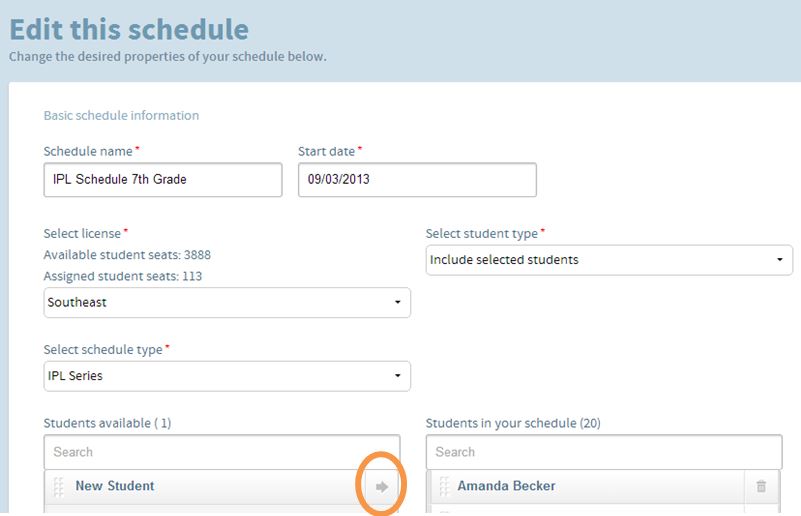 Edit this schedule
Change the desired properties of your schedule below.
Basic schedule information
Schedule name *
Start date *
IPL Schedule 7th Grade
09/03/2013
Select license *
Select student type *
Available student seats: 3888
Include selected students
Assigned student seats: 113
Southeast
Select schedule type *
IPL Series
Students available ( 1)
Students in your schedule (20)
Search
Search
New Student
Amanda Becker